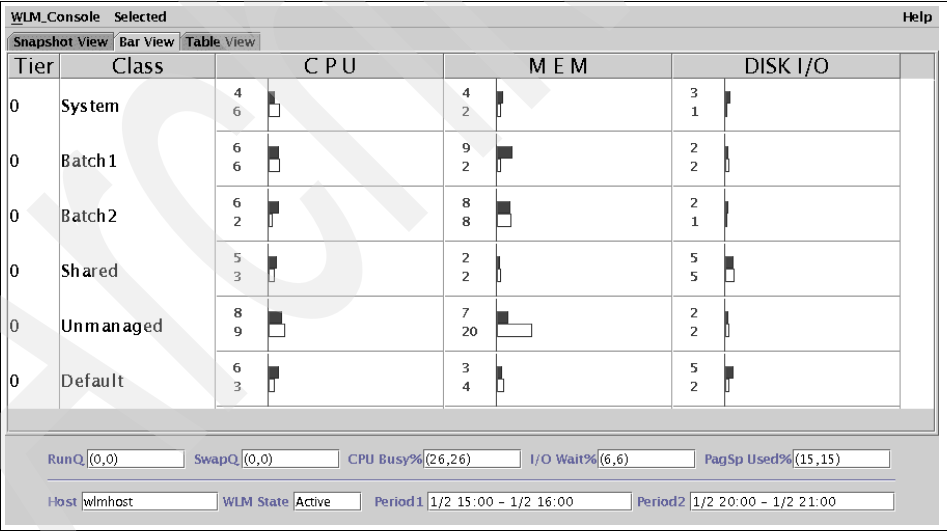 WLM_Console Selected Help
Snapshot View Bar View Table View
Tier Class CPU MEM DISK I/O
0 System 4 6 4 2 3 1
0 Batch1 6 6 9 2 2 2
0 Batch2 6 2 8 8 2 1
0 Shared 5 3 2 2 5 5
0 Unmanaged 8 9 7 20 2 2
0 Default 6 3 3 4 5 2
RunQ (0,0) SwapQ (0,0) CPU Busy% (26,26) I/O Wait% (6,6) PagSp Used% (15,15)
Host wlmhost WLM State Active Period1 1/2 15:00 – 1/2 16:00 Period2 1/2 20:00 – 1/2 21:00